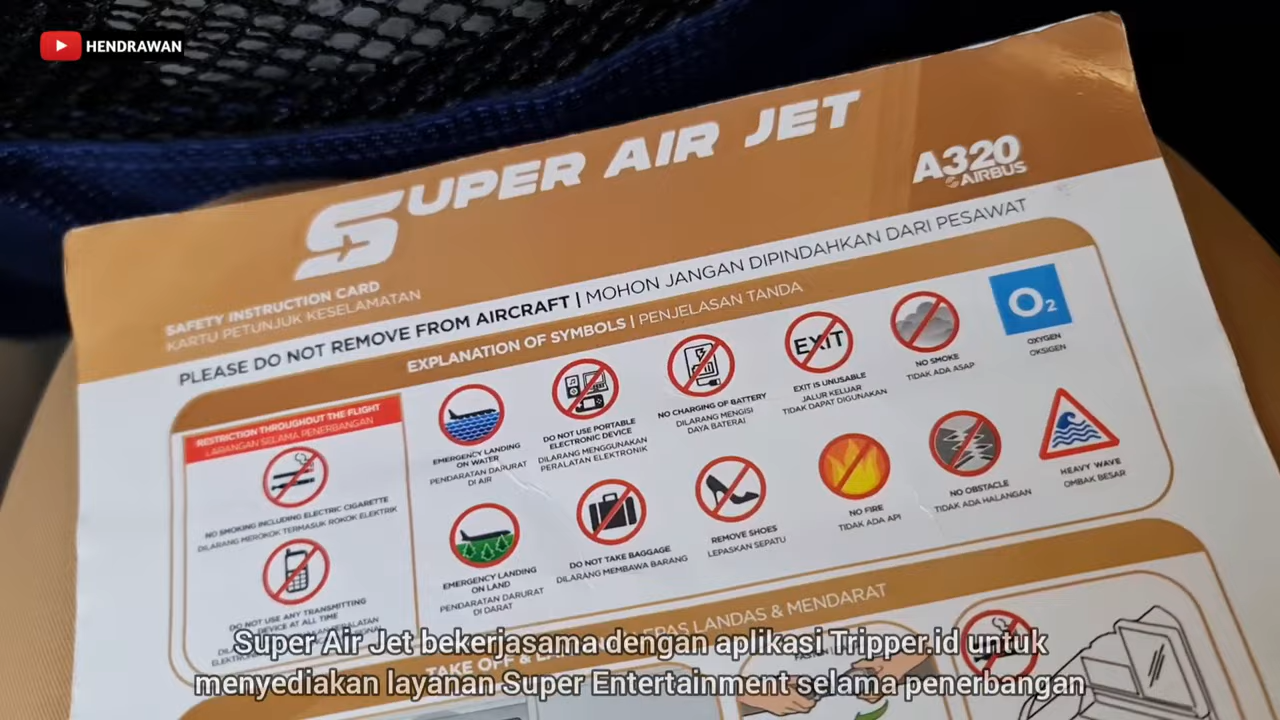 HENDRAWAN
SUPER AIR JET
A320
AIRBUS
SAFETY INSTRUCTION CARD
KARTU PETUNJUK KESELAMATAN
PLEASE DO NOT REMOVE FROM AIRCRAFT | MOHON JANGAN DIPINDAHKAN DARI PESAWAT
EXPLANATION OF SYMBOLS | PENJELASAN TANDA
RESTRICTION THROUGHOUT THE FLIGHT
LARANGAN SELAMA PENERBANGAN
NO SMOKING INCLUDING ELECTRIC CIGARETTE
DILARANG MEROKOK TERMASUK ROKOK ELEKTRIK
DO NOT USE ANY TRANSMITTING
DEVICE AT ALL TIME
EMERGENCY LANDING
ON WATER
PENDARATAN DARURAT
DI AIR
DO NOT USE PORTABLE
ELECTRONIC DEVICE
DILARANG MENGGUNAKAN
PERALATAN ELEKTRONIK
NO CHARGING OF BATTERY
DILARANG MENGISI
DAYA BATERAI
EXIT
EXIT IS UNUSABLE
JALUR KELUAR
TIDAK DAPAT DIGUNAKAN
NO SMOKE
TIDAK ADA ASAP
O2
OXYGEN
OKSIGEN
EMERGENCY LANDING
ON LAND
PENDARATAN DARURAT
DI DARAT
DO NOT TAKE BAGGAGE
DILARANG MEMBAWA BARANG
REMOVE SHOES
LEPASKAN SEPATU
NO FIRE
TIDAK ADA API
NO OBSTACLE
TIDAK ADA HALANGAN
HEAVY WAVE
OMBAK BESAR
TAKE OFF & LEPAS LANDAS & MENDARAT
Super Air Jet bekerjasama dengan aplikasi Tripper.id untuk
menyediakan layanan Super Entertainment selama penerbangan